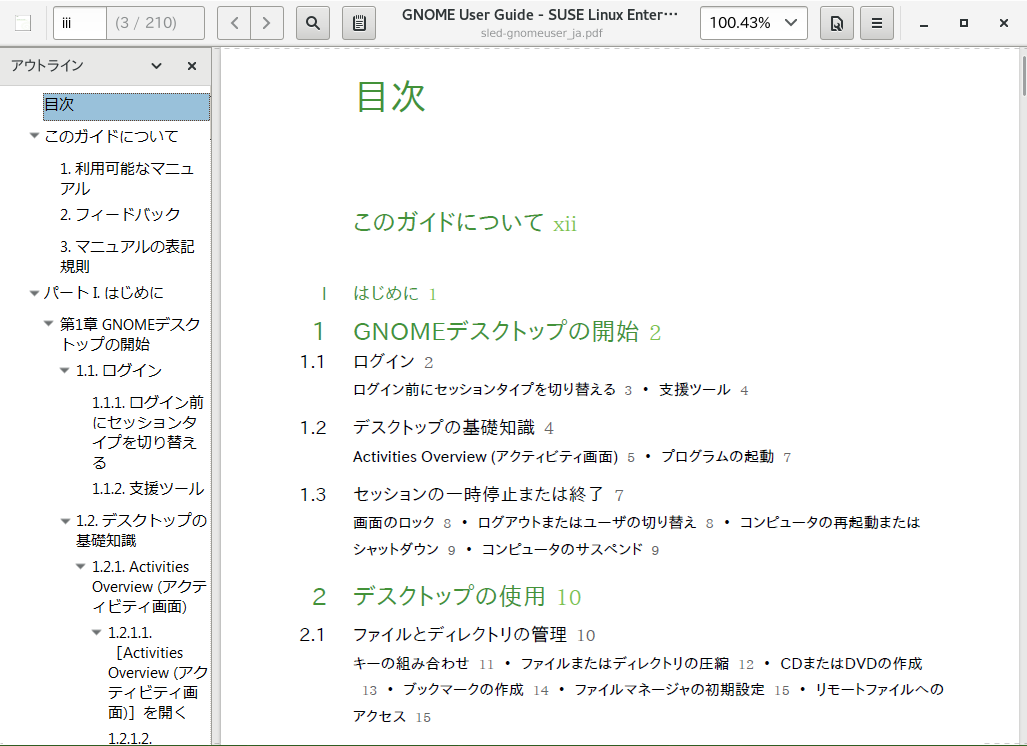 iii (3 / 210) GNOME User Guide - SUSE Linux Enter··· 100.43%
sled-gnomeuser_ja.pdf
アウトライン
目次
このガイドについて
1. 利用可能なマニュ
アル
2. フィードバック
3. マニュアルの表記
規則
パート I. はじめに
第1章 GNOMEデスク
トップの開始
1.1. ログイン
1.1.1. ログイン前
にセッションタ
イプを切り替え
る
1.1.2. 支援ツール
1.2. デスクトップの
基礎知識
1.2.1. Activities
Overview (アクテ
ィビティ画面)
1.2.1.1.
［Activities
Overview (アク
ティビティ画
面)］を開く
1.2.1.2.
目次
このガイドについて xii
I はじめに 1
1 GNOMEデスクトップの開始 2
1.1 ログイン 2
ログイン前にセッションタイプを切り替える 3 • 支援ツール 4
1.2 デスクトップの基礎知識 4
Activities Overview (アクティビティ画面) 5 • プログラムの起動 7
1.3 セッションの一時停止または終了 7
画面のロック 8 • ログアウトまたはユーザの切り替え 8 • コンピュータの再起動または
シャットダウン 9 • コンピュータのサスペンド 9
2 デスクトップの使用 10
2.1 ファイルとディレクトリの管理 10
キーの組み合わせ 11 • ファイルまたはディレクトリの圧縮 12 • CDまたはDVDの作成
13 • ブックマークの作成 14 • ファイルマネージャの初期設定 15 • リモートファイルへの
アクセス 15